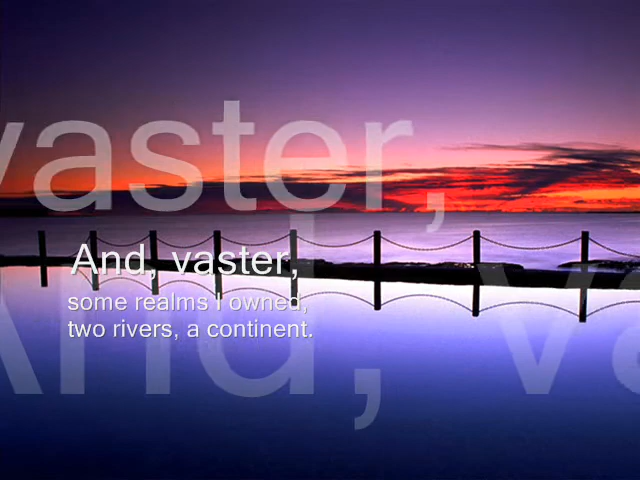 vaster,
And, vaster,
some realms I owned,
two rivers, a continent.
And, va